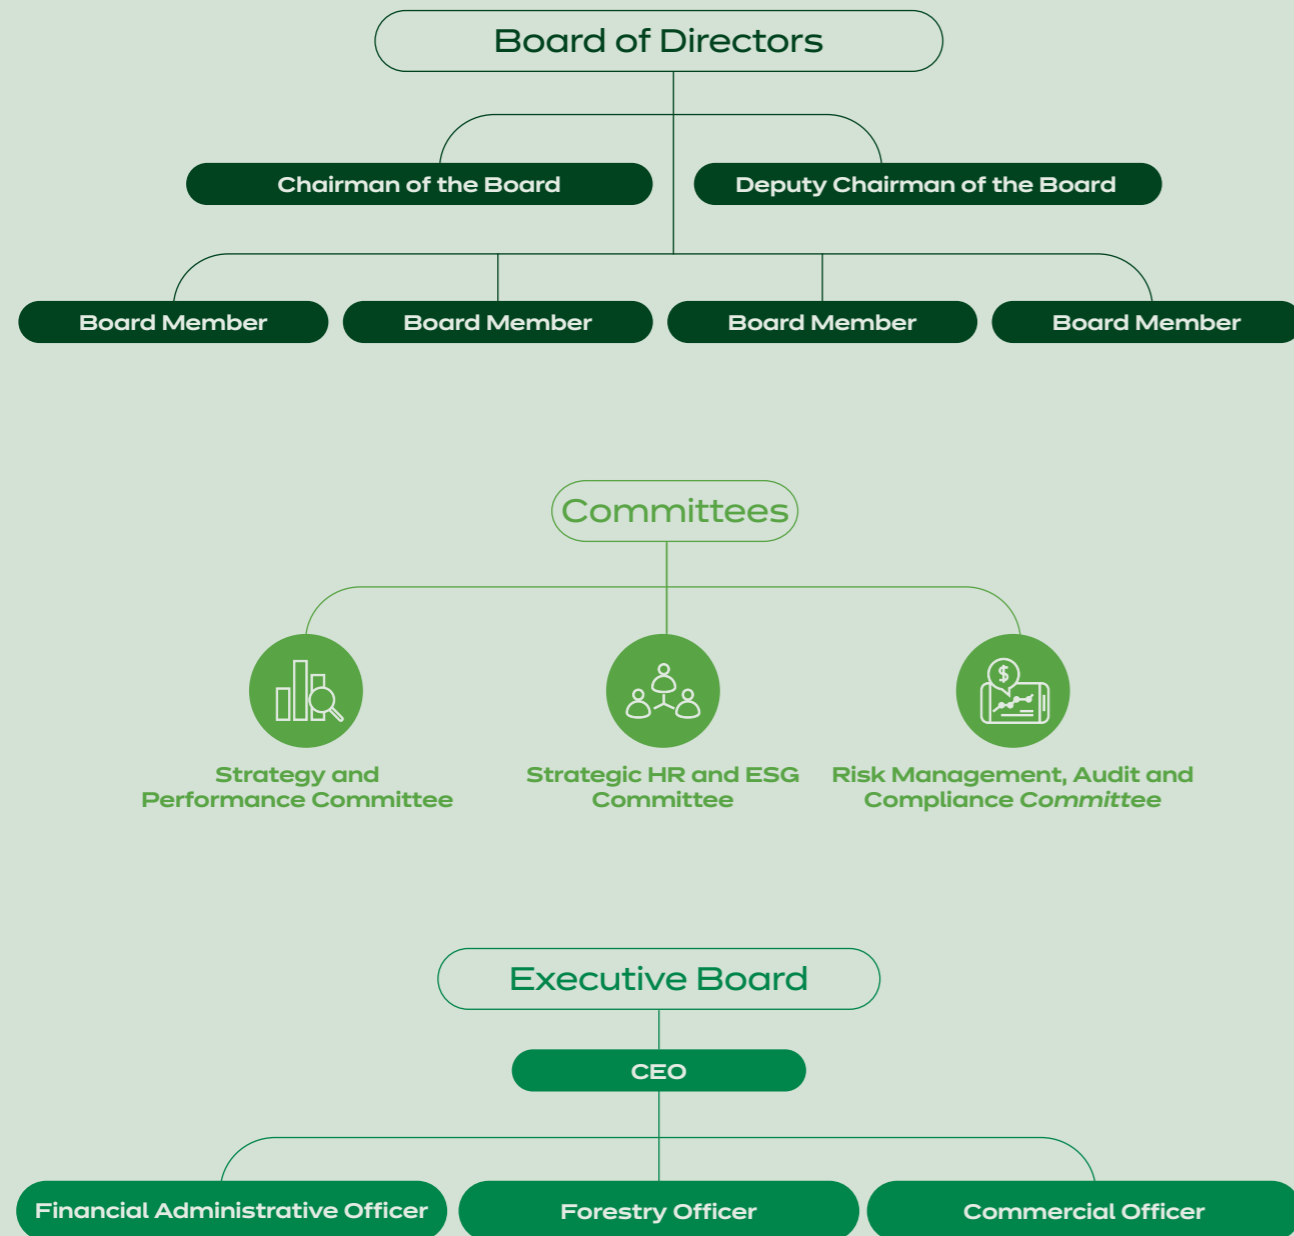 Board of Directors
Chairman of the Board
Deputy Chairman of the Board
Board Member
Board Member
Board Member
Board Member
Committees
Strategy and
Performance Committee
Strategic HR and ESG
Committee
Risk Management, Audit and
Compliance Committee
$
Executive Board
CEO
Financial Administrative Officer
Forestry Officer
Commercial Officer